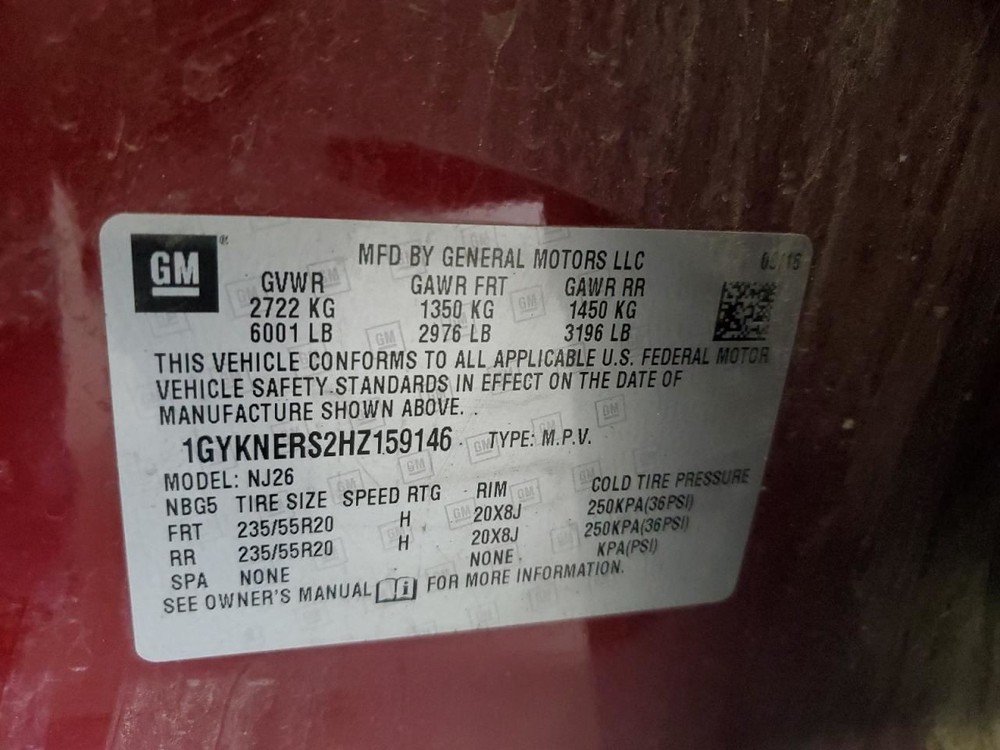 GM
MFD BY GENERAL MOTORS LLC
GVWR GAWR FRT GAWR RR
2722 KG 1350 KG 1450 KG
6001 LB 2976 LB 3196 LB
THIS VEHICLE CONFORMS TO ALL APPLICABLE U.S. FEDERAL MOTOR
VEHICLE SAFETY STANDARDS IN EFFECT ON THE DATE OF
MANUFACTURE SHOWN ABOVE.
1GYKNERS2HZ159146 TYPE: M.P.V.
MODEL: NJ26
NBG5 TIRE SIZE SPEED RTG RIM COLD TIRE PRESSURE
FRT 235/55R20 H 20X8J 250KPA(36PSI)
RR 235/55R20 H 20X8J 250KPA(36PSI)
SPA NONE NONE KPA(PSI)
SEE OWNER'S MANUAL i FOR MORE INFORMATION.